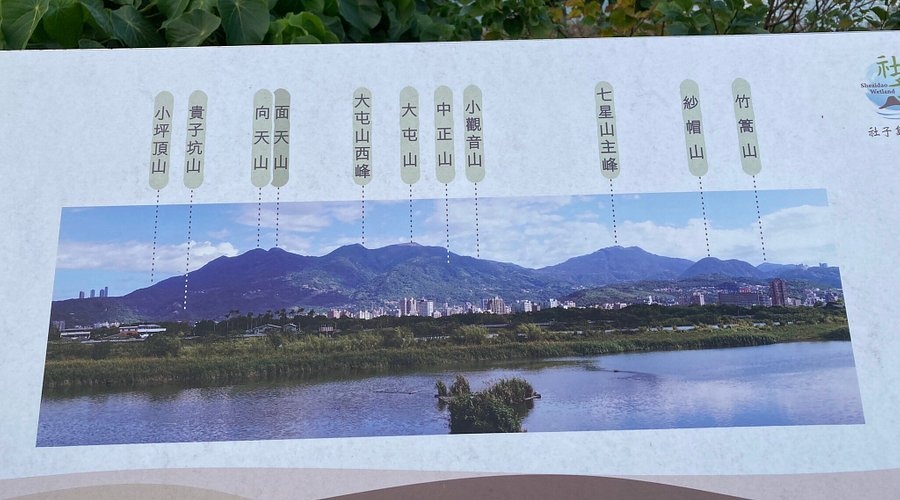 小坪頂山
貴子坑山
向天山
面天山
大屯山西峰
大屯山
中正山
小觀音山
七星山主峰
紗帽山
竹篙山
社
Shezidao
Wetland
社子